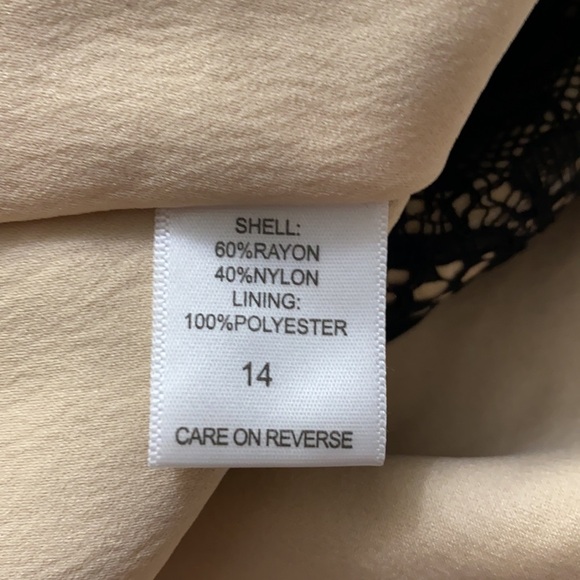 SHELL:
60%RAYON
40%NYLON
LINING:
100%POLYESTER
14
CARE ON REVERSE